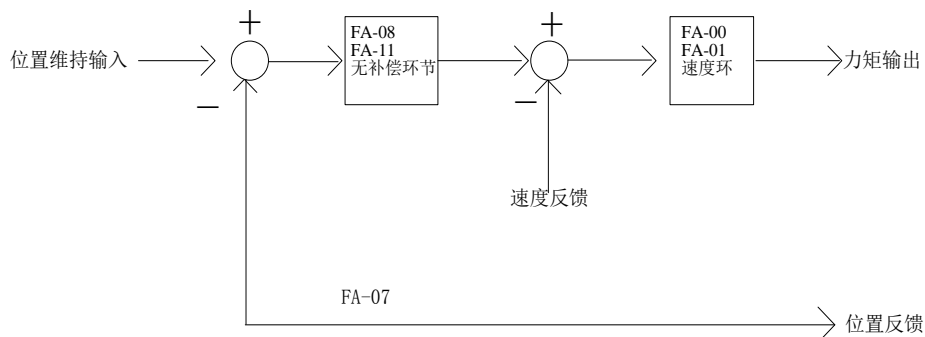 +
+
FA-08
FA-11
无补偿环节
FA-00
FA-01
速度环
位置维持输入
力矩输出
−
−
速度反馈
FA-07
位置反馈